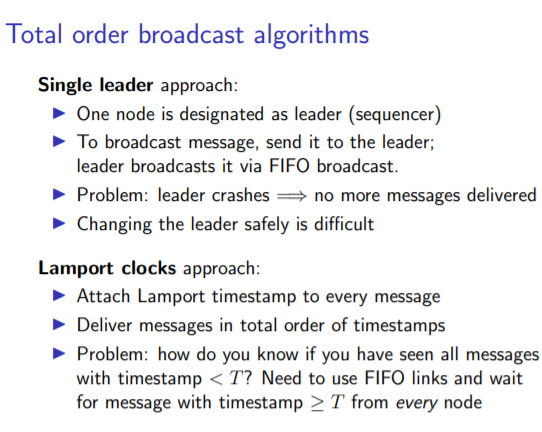 Total order broadcast algorithms
Single leader approach:
▶ One node is designated as leader (sequencer)
▶ To broadcast message, send it to the leader;
leader broadcasts it via FIFO broadcast.
▶ Problem: leader crashes ⟹ no more messages delivered
▶ Changing the leader safely is difficult
Lamport clocks approach:
▶ Attach Lamport timestamp to every message
▶ Deliver messages in total order of timestamps
▶ Problem: how do you know if you have seen all messages
with timestamp < T? Need to use FIFO links and wait
for message with timestamp ≥ T from every node